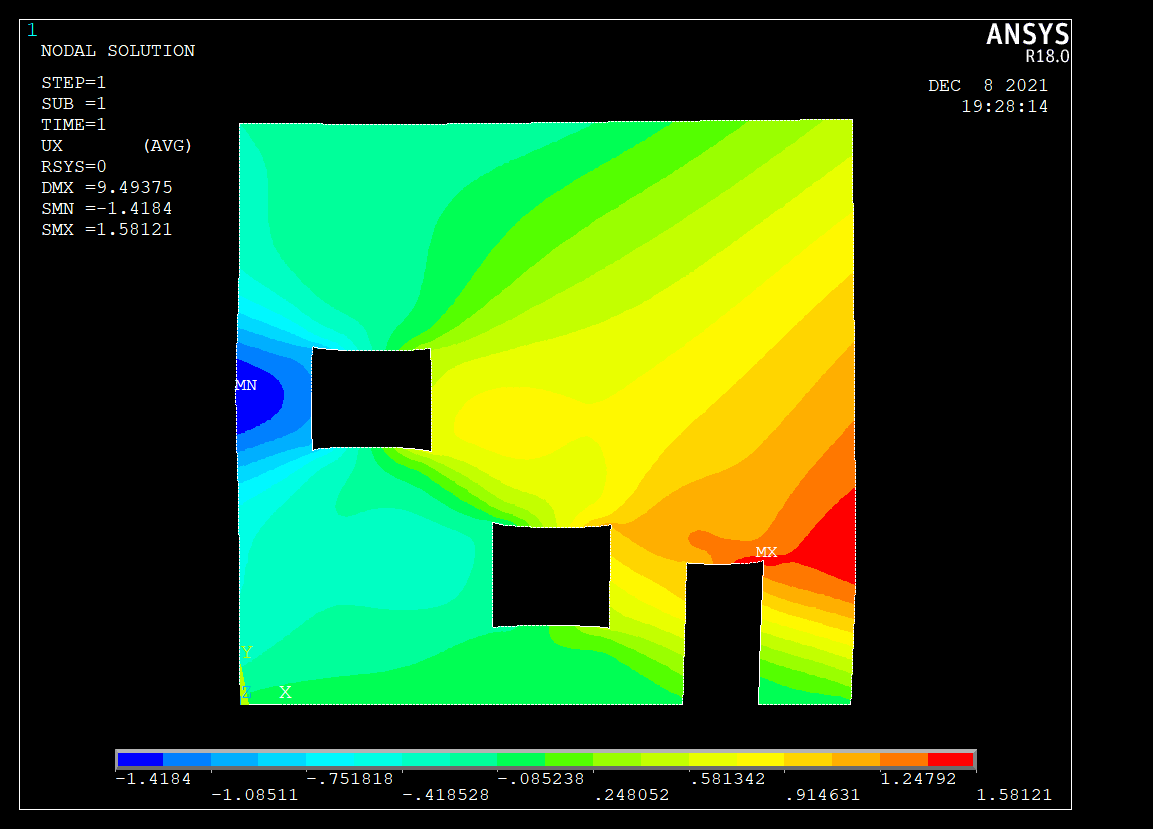 1
ANSYS
R18.0
NODAL SOLUTION
DEC 8 2021
19:28:14
STEP=1
SUB =1
TIME=1
UX (AVG)
RSYS=0
DMX =9.49375
SMN =-1.4184
SMX =1.58121
MN
MX
Y
Z X
-1.4184 -.751818 -.085238 .581342 1.24792
-1.08511 -.418528 .248052 .914631 1.58121